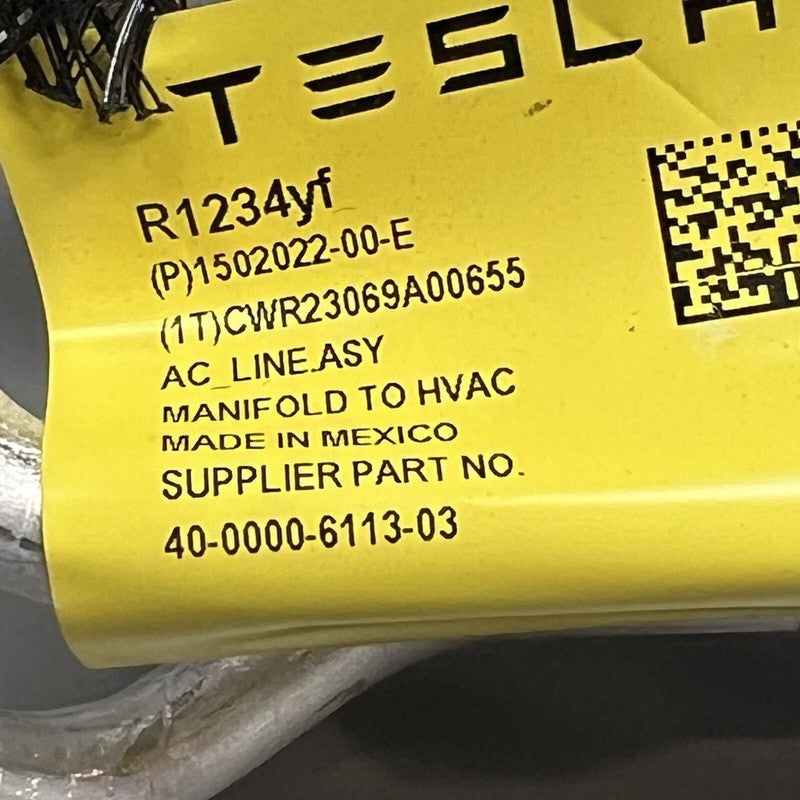 TESLA
R1234yf
(P)1502022-00-E
(1T)CWR23069A00655
AC_LINE.ASY
MANIFOLD TO HVAC
MADE IN MEXICO
SUPPLIER PART NO.
40-0000-6113-03